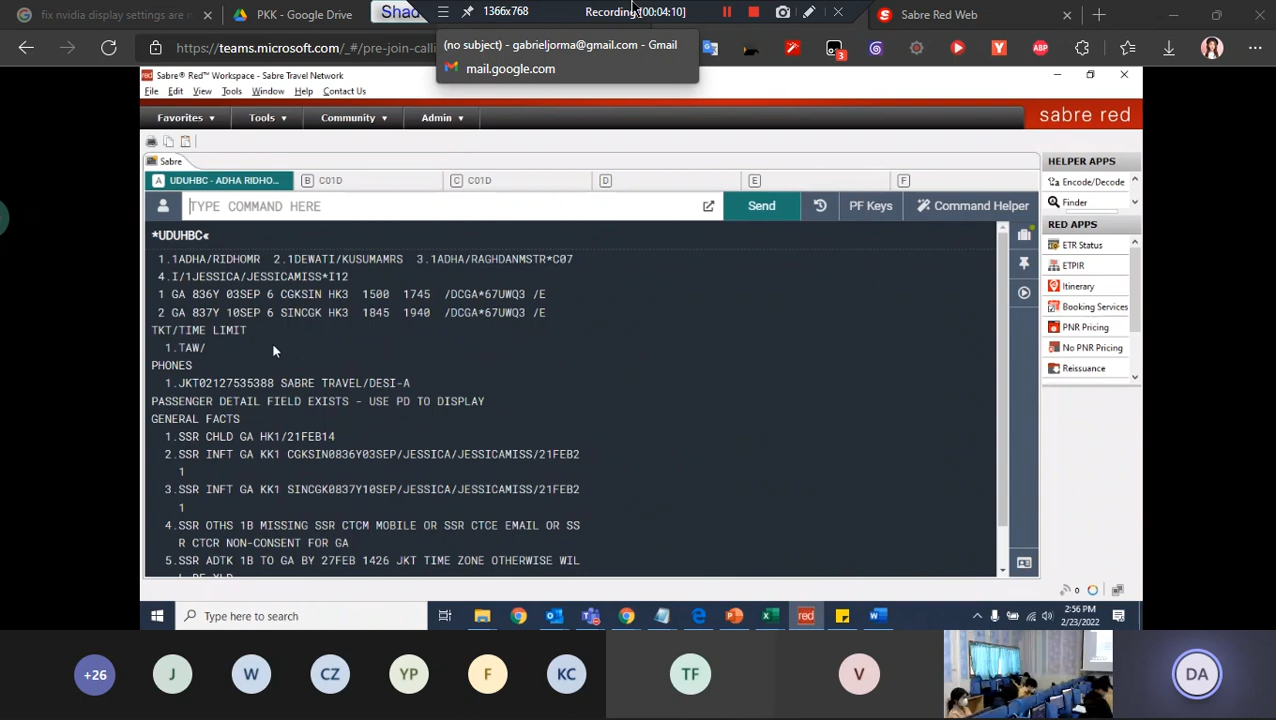 fix nvidia display settings are n
PKK - Google Drive
Shad
1366x768
Recording [00:04:10]
Sabre Red Web
https://teams.microsoft.com/_#/pre-join-calli
(no subject) - gabrieljorma@gmail.com - Gmail
mail.google.com
3
ABP
red Sabre® Red™ Workspace - Sabre Travel Network
File Edit View Tools Window Help Contact Us
Favorites Tools Community Admin
sabre red
Sabre
A UDUHBC - ADHA RIDHO...
B C01D
C C01D
D
E
F
TYPE COMMAND HERE
Send
PF Keys
Command Helper
*UDUHBC«
1.1ADHA/RIDHOMR 2.1DEWATI/KUSUMAMRS 3.1ADHA/RAGHDANMSTR*C07
4.I/1JESSICA/JESSICAMISS*I12
1 GA 836Y 03SEP 6 CGKSIN HK3 1500 1745 /DCGA*67UWQ3 /E
2 GA 837Y 10SEP 6 SINCGK HK3 1845 1940 /DCGA*67UWQ3 /E
TKT/TIME LIMIT
1.TAW/
PHONES
1.JKT02127535388 SABRE TRAVEL/DESI-A
PASSENGER DETAIL FIELD EXISTS - USE PD TO DISPLAY
GENERAL FACTS
1.SSR CHLD GA HK1/21FEB14
2.SSR INFT GA KK1 CGKSIN0836Y03SEP/JESSICA/JESSICAMISS/21FEB2
1
3.SSR INFT GA KK1 SINCGK0837Y10SEP/JESSICA/JESSICAMISS/21FEB2
1
4.SSR OTHS 1B MISSING SSR CTCM MOBILE OR SSR CTCE EMAIL OR SS
R CTCR NON-CONSENT FOR GA
5.SSR ADTK 1B TO GA BY 27FEB 1426 JKT TIME ZONE OTHERWISE WIL
L BE XLD
HELPER APPS
Encode/Decode
Finder
RED APPS
ETR Status
ETPIR
Itinerary
Booking Services
PNR Pricing
No PNR Pricing
Reissuance
0
Type here to search
red
2:56 PM
2/23/2022
+26
J
W
CZ
YP
F
KC
TF
V
DA